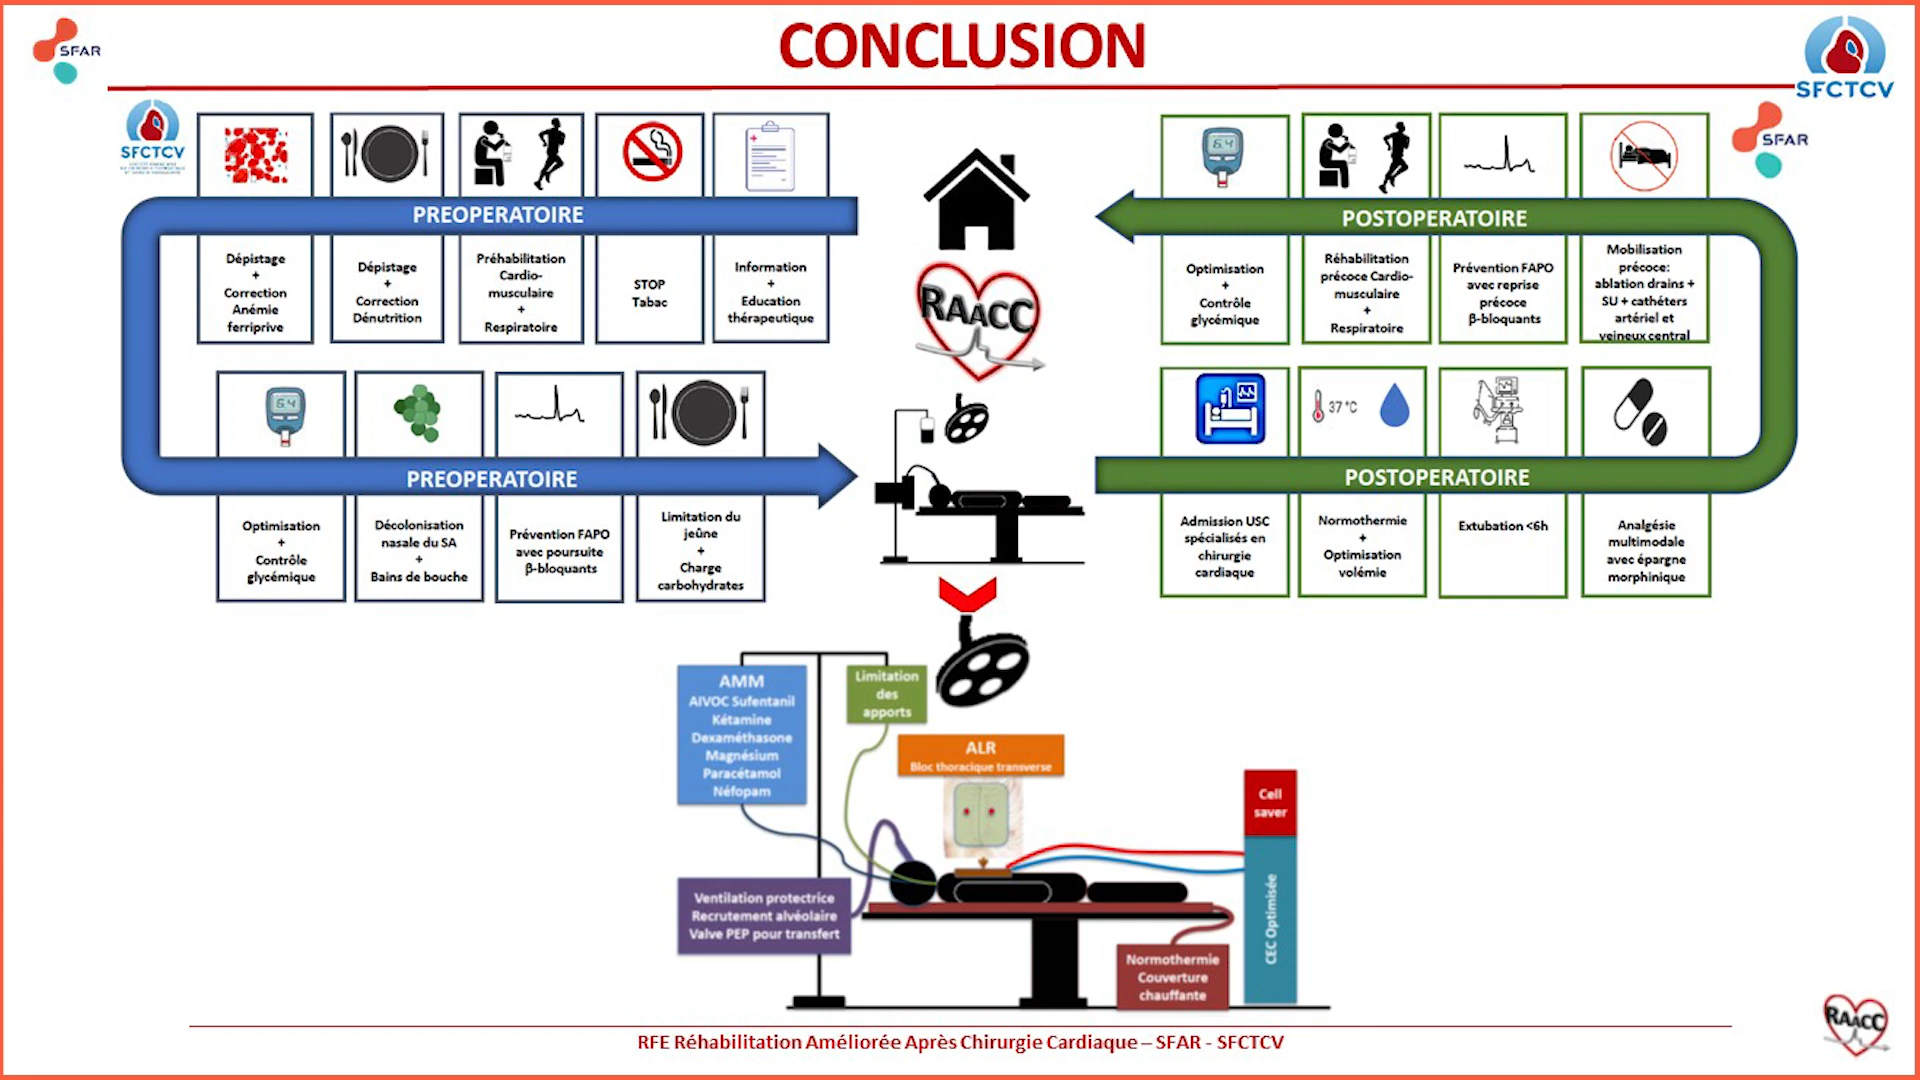 CONCLUSION
SFAR
SFCTCV
SFCTCV
SFAR
PREOPERATOIRE
Dépistage
+
Correction
Anémie
ferriprive
Dépistage
+
Correction
Dénutrition
Préhabilitation
Cardio-
musculaire
+
Respiratoire
STOP
Tabac
Information
+
Education
thérapeutique
6.4
PREOPERATOIRE
Optimisation
+
Contrôle
glycémique
Décolonisation
nasale du SA
+
Bains de bouche
Prévention FAPO
avec poursuite
β-bloquants
Limitation du
jeûne
+
Charge
carbohydrates
RAACC
6.4
POSTOPERATOIRE
Optimisation
+
Contrôle
glycémique
Réhabilitation
précoce Cardio-
musculaire
+
Respiratoire
Prévention FAPO
avec reprise
précoce
β-bloquants
Mobilisation
précoce:
ablation drains +
SU + cathéters
artériel et
veineux central
37 °C
POSTOPERATOIRE
Admission USC
spécialisés en
chirurgie
cardiaque
Normothermie
+
Optimisation
volémie
Extubation <6h
Analgésie
multimodale
avec épargne
morphinique
AMM
AIVOC Sufentanil
Kétamine
Dexaméthasone
Magnésium
Paracétamol
Néfopam
Limitation
des
apports
ALR
Bloc thoracique transverse
Cell
saver
CEC Optimisée
Ventilation protectrice
Recrutement alvéolaire
Valve PEP pour transfert
Normothermie
Couverture
chauffante
RFE Réhabilitation Améliorée Après Chirurgie Cardiaque – SFAR - SFCTCV
RAACC